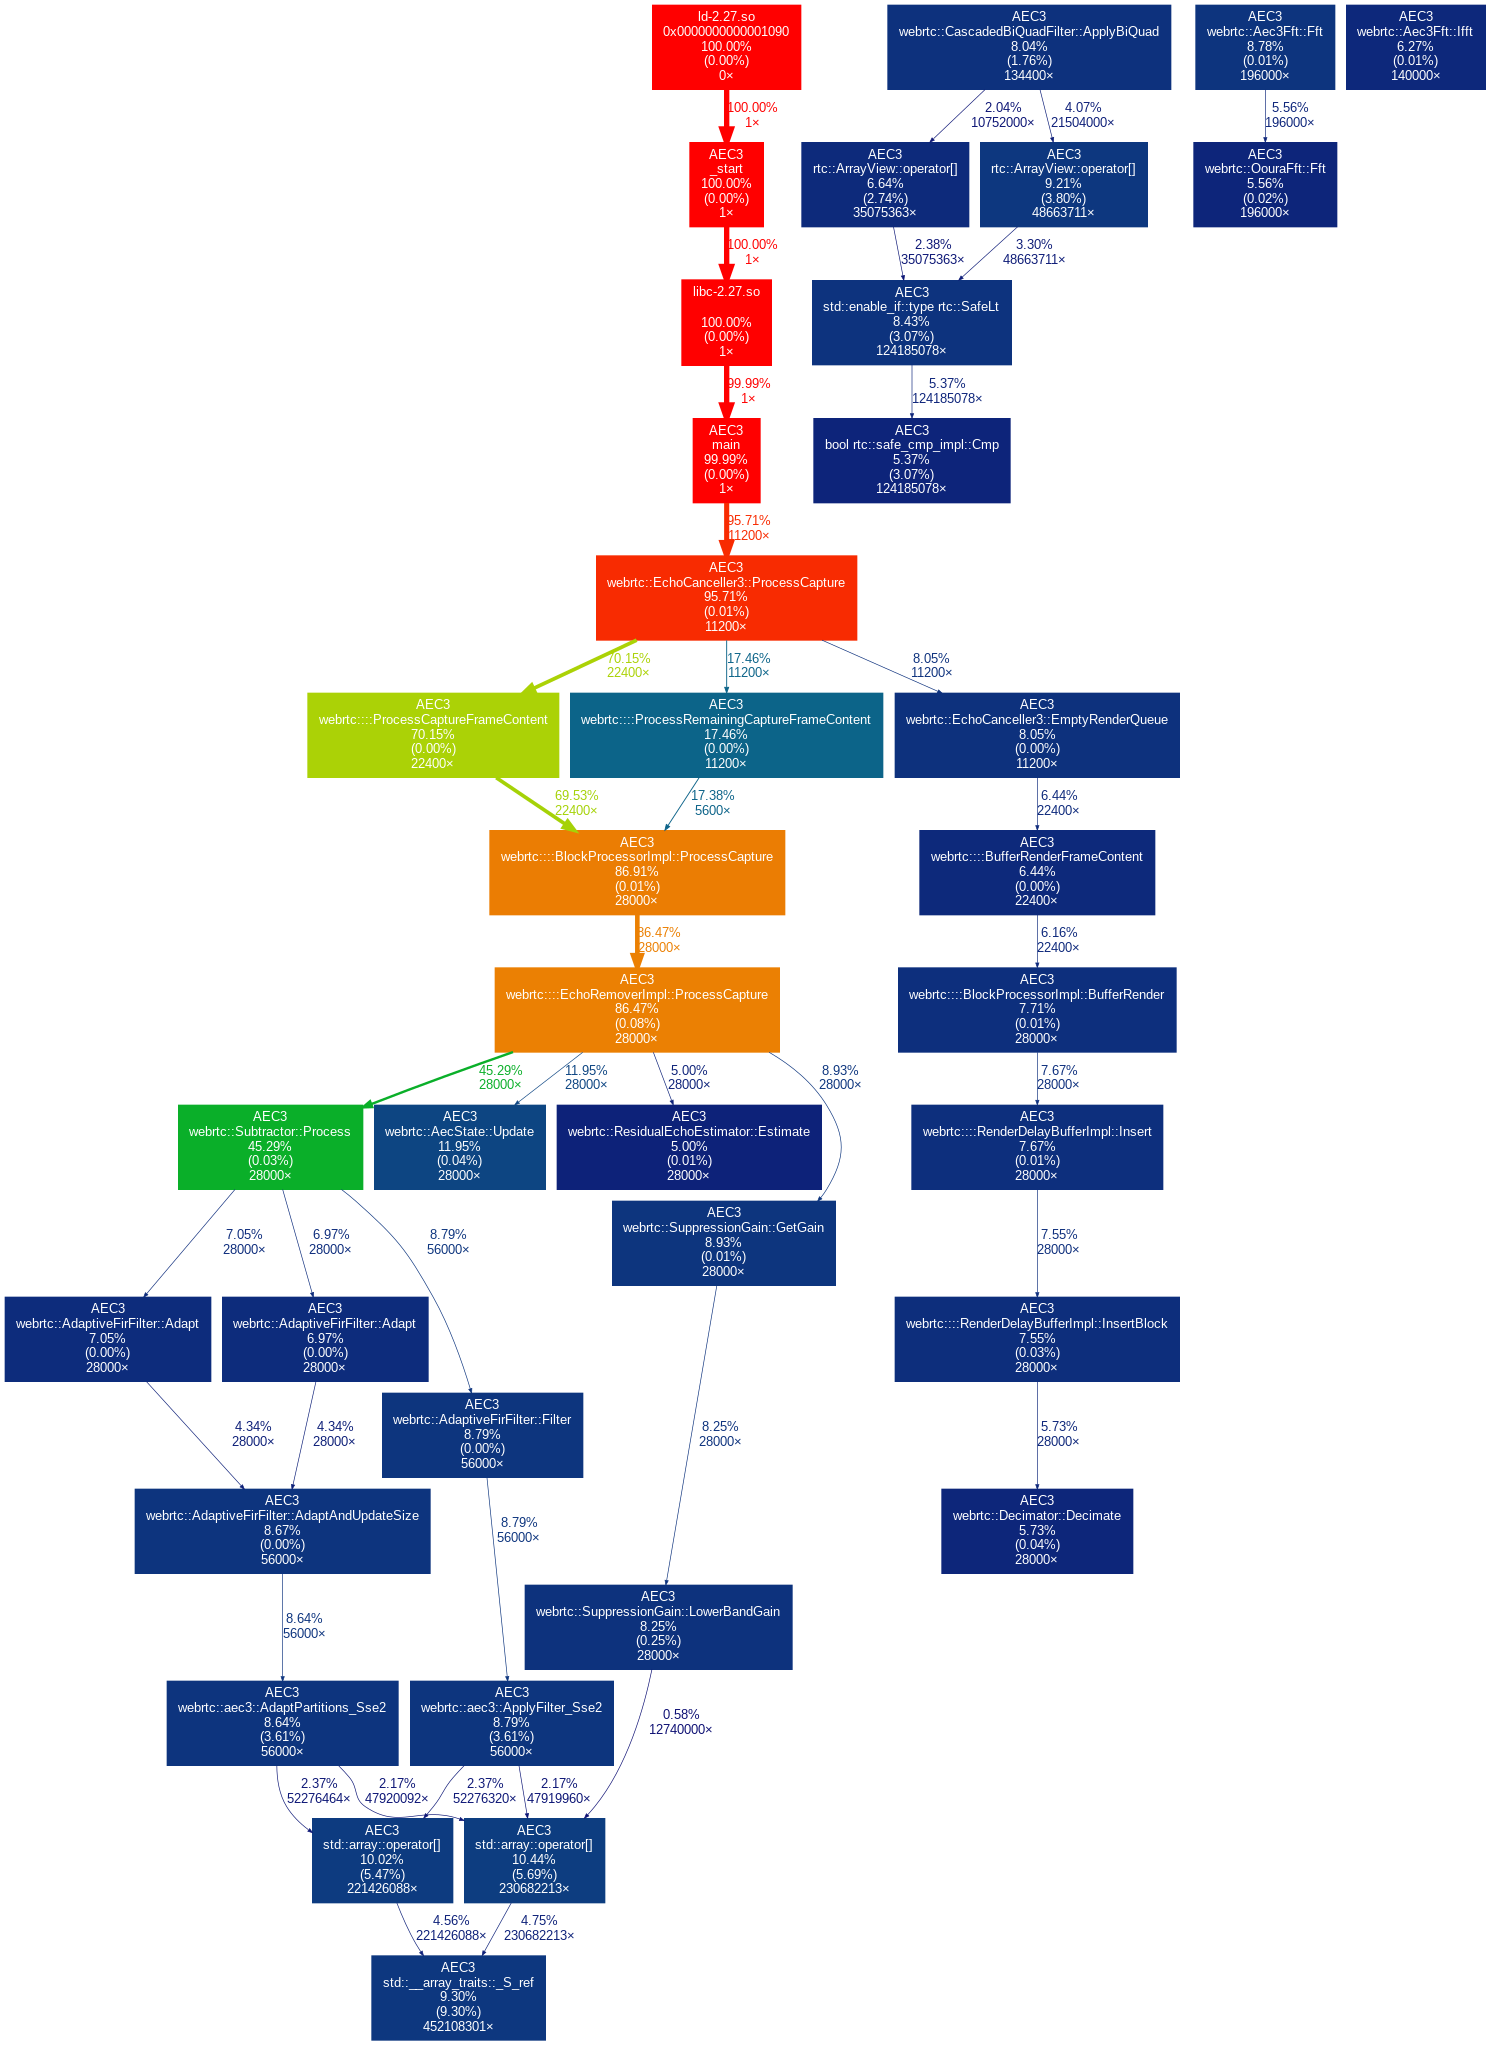 ld-2.27.so
0x0000000000001090
100.00%
(0.00%)
0×
AEC3
webrtc::CascadedBiQuadFilter::ApplyBiQuad
8.04%
(1.76%)
134400×
AEC3
webrtc::Aec3Fft::Fft
8.78%
(0.01%)
196000×
AEC3
webrtc::Aec3Fft::Ifft
6.27%
(0.01%)
140000×
100.00%
1×
2.04%
10752000×
4.07%
21504000×
5.56%
196000×
AEC3
_start
100.00%
(0.00%)
1×
AEC3
rtc::ArrayView::operator[]
6.64%
(2.74%)
35075363×
AEC3
rtc::ArrayView::operator[]
9.21%
(3.80%)
48663711×
AEC3
webrtc::OouraFft::Fft
5.56%
(0.02%)
196000×
100.00%
1×
2.38%
35075363×
3.30%
48663711×
libc-2.27.so
100.00%
(0.00%)
1×
AEC3
std::enable_if::type rtc::SafeLt
8.43%
(3.07%)
124185078×
99.99%
1×
5.37%
124185078×
AEC3
main
99.99%
(0.00%)
1×
AEC3
bool rtc::safe_cmp_impl::Cmp
5.37%
(3.07%)
124185078×
95.71%
11200×
AEC3
webrtc::EchoCanceller3::ProcessCapture
95.71%
(0.01%)
11200×
70.15%
22400×
17.46%
11200×
8.05%
11200×
AEC3
webrtc::::ProcessCaptureFrameContent
70.15%
(0.00%)
22400×
AEC3
webrtc::::ProcessRemainingCaptureFrameContent
17.46%
(0.00%)
11200×
AEC3
webrtc::EchoCanceller3::EmptyRenderQueue
8.05%
(0.00%)
11200×
69.53%
22400×
17.38%
5600×
6.44%
22400×
AEC3
webrtc::::BlockProcessorImpl::ProcessCapture
86.91%
(0.01%)
28000×
AEC3
webrtc::::BufferRenderFrameContent
6.44%
(0.00%)
22400×
86.47%
28000×
6.16%
22400×
AEC3
webrtc::::EchoRemoverImpl::ProcessCapture
86.47%
(0.08%)
28000×
AEC3
webrtc::::BlockProcessorImpl::BufferRender
7.71%
(0.01%)
28000×
45.29%
28000×
11.95%
28000×
5.00%
28000×
8.93%
28000×
7.67%
28000×
AEC3
webrtc::Subtractor::Process
45.29%
(0.03%)
28000×
AEC3
webrtc::AecState::Update
11.95%
(0.04%)
28000×
AEC3
webrtc::ResidualEchoEstimator::Estimate
5.00%
(0.01%)
28000×
AEC3
webrtc::::RenderDelayBufferImpl::Insert
7.67%
(0.01%)
28000×
7.05%
28000×
6.97%
28000×
8.79%
56000×
AEC3
webrtc::SuppressionGain::GetGain
8.93%
(0.01%)
28000×
7.55%
28000×
AEC3
webrtc::AdaptiveFirFilter::Adapt
7.05%
(0.00%)
28000×
AEC3
webrtc::AdaptiveFirFilter::Adapt
6.97%
(0.00%)
28000×
AEC3
webrtc::::RenderDelayBufferImpl::InsertBlock
7.55%
(0.03%)
28000×
4.34%
28000×
4.34%
28000×
AEC3
webrtc::AdaptiveFirFilter::Filter
8.79%
(0.00%)
56000×
8.25%
28000×
5.73%
28000×
AEC3
webrtc::AdaptiveFirFilter::AdaptAndUpdateSize
8.67%
(0.00%)
56000×
8.79%
56000×
AEC3
webrtc::Decimator::Decimate
5.73%
(0.04%)
28000×
8.64%
56000×
AEC3
webrtc::SuppressionGain::LowerBandGain
8.25%
(0.25%)
28000×
AEC3
webrtc::aec3::AdaptPartitions_Sse2
8.64%
(3.61%)
56000×
AEC3
webrtc::aec3::ApplyFilter_Sse2
8.79%
(3.61%)
56000×
0.58%
12740000×
2.37%
52276464×
2.17%
47920092×
2.37%
52276320×
2.17%
47919960×
AEC3
std::array::operator[]
10.02%
(5.47%)
221426088×
AEC3
std::array::operator[]
10.44%
(5.69%)
230682213×
4.56%
221426088×
4.75%
230682213×
AEC3
std::__array_traits::_S_ref
9.30%
(9.30%)
452108301×